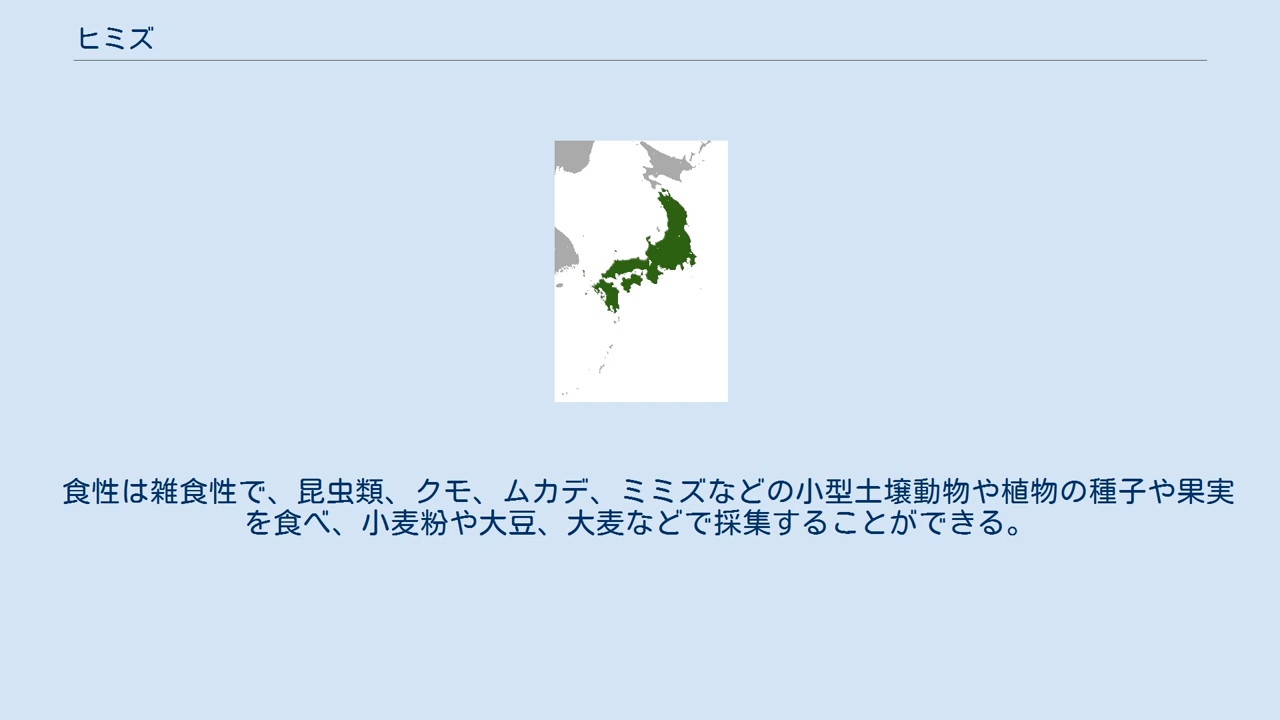 ヒミズ
食性は雑食性で、昆虫類、クモ、ムカデ、ミミズなどの小型土壌動物や植物の種子や果実
を食べ、小麦粉や大豆、大麦などで採集することができる。